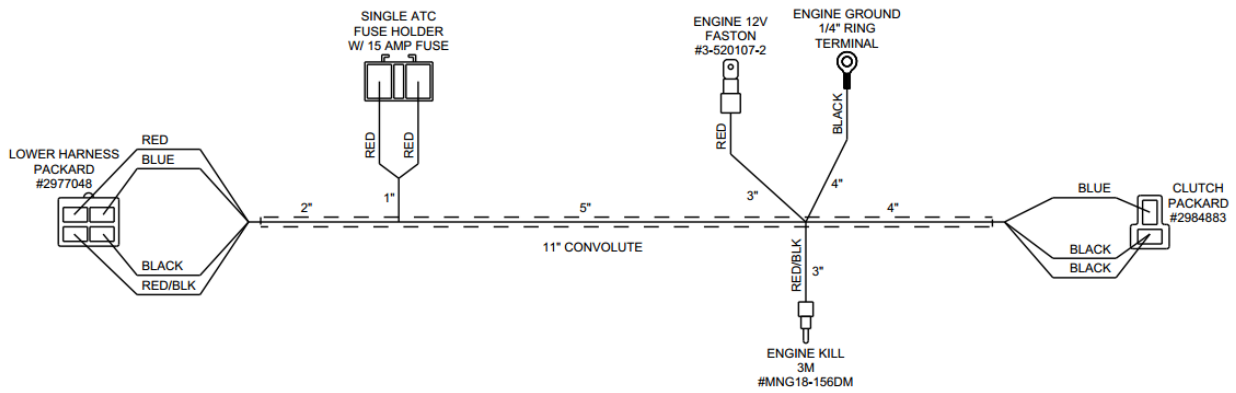 SINGLE ATC
FUSE HOLDER
W/ 15 AMP FUSE
ENGINE 12V
FASTON
#3-520107-2
ENGINE GROUND
1/4" RING
TERMINAL
RED
RED
RED
BLACK
LOWER HARNESS
PACKARD
#2977048
RED
BLUE
BLACK
RED/BLK
2"
1"
5"
3"
4"
4"
11" CONVOLUTE
RED/BLK
3"
ENGINE KILL
3M
#MNG18-156DM
BLUE
BLACK
BLACK
CLUTCH
PACKARD
#2984883